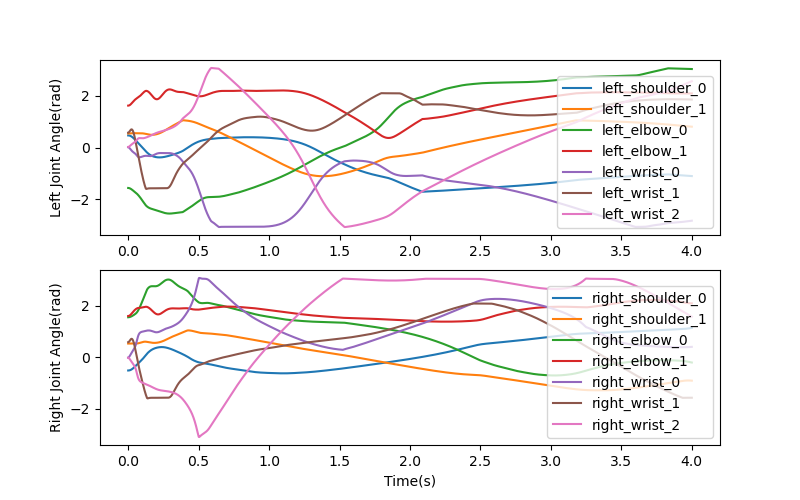 Left Joint Angle(rad)
2
0
−2
left_shoulder_0
left_shoulder_1
left_elbow_0
left_elbow_1
left_wrist_0
left_wrist_1
left_wrist_2
0.0 0.5 1.0 1.5 2.0 2.5 3.0 3.5 4.0
Right Joint Angle(rad)
2
0
−2
right_shoulder_0
right_shoulder_1
right_elbow_0
right_elbow_1
right_wrist_0
right_wrist_1
right_wrist_2
0.0 0.5 1.0 1.5 2.0 2.5 3.0 3.5 4.0
Time(s)